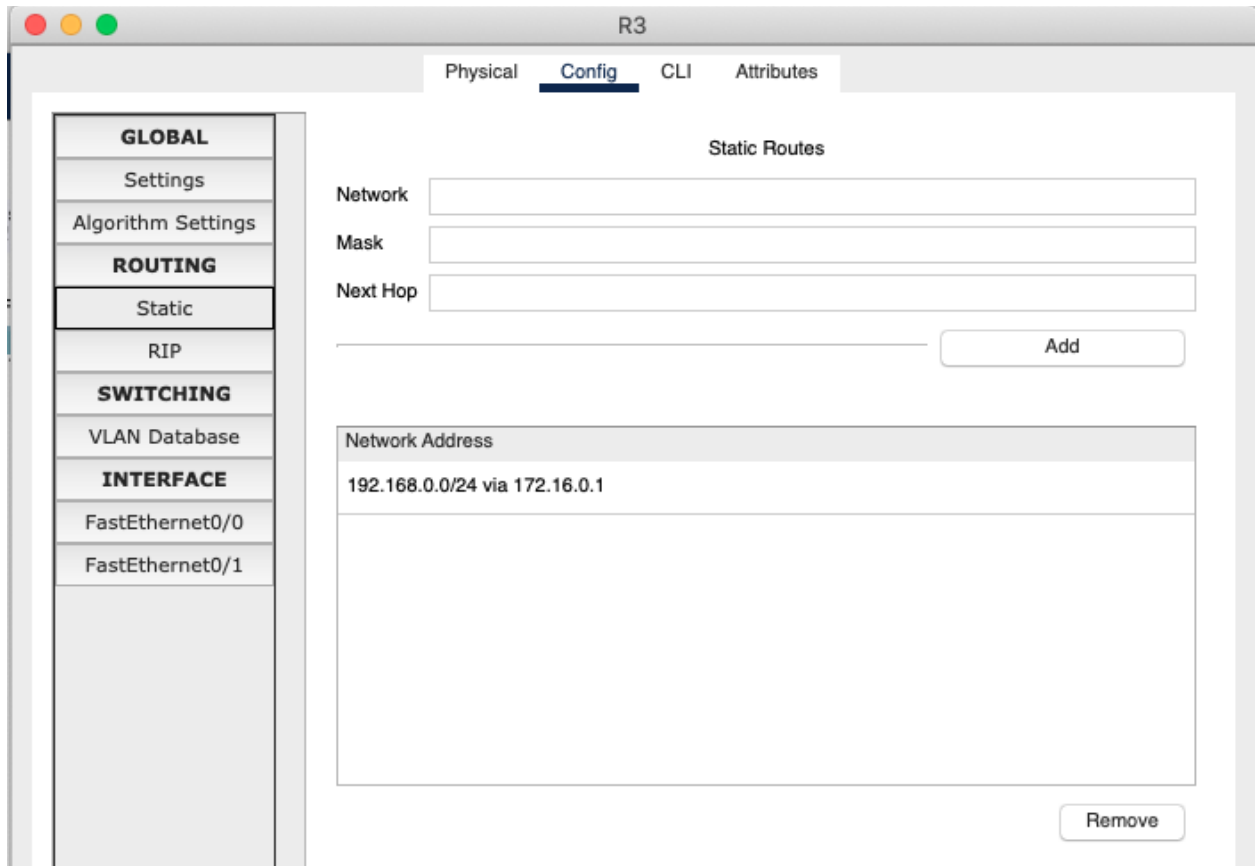 R3
Physical Config CLI Attributes
GLOBAL
Settings
Algorithm Settings
ROUTING
Static
RIP
SWITCHING
VLAN Database
INTERFACE
FastEthernet0/0
FastEthernet0/1
Static Routes
Network
Mask
Next Hop
Add
Network Address
192.168.0.0/24 via 172.16.0.1
Remove